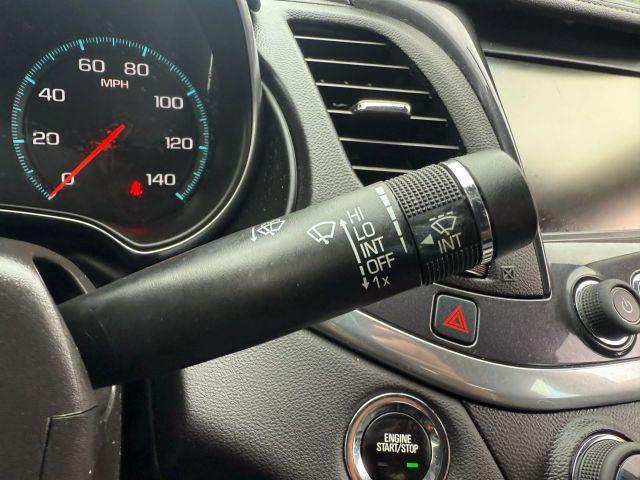 60 80
MPH
40 100
20 120
0 140
HI
LO
INT
OFF
1x
INT
ENGINE
START/STOP